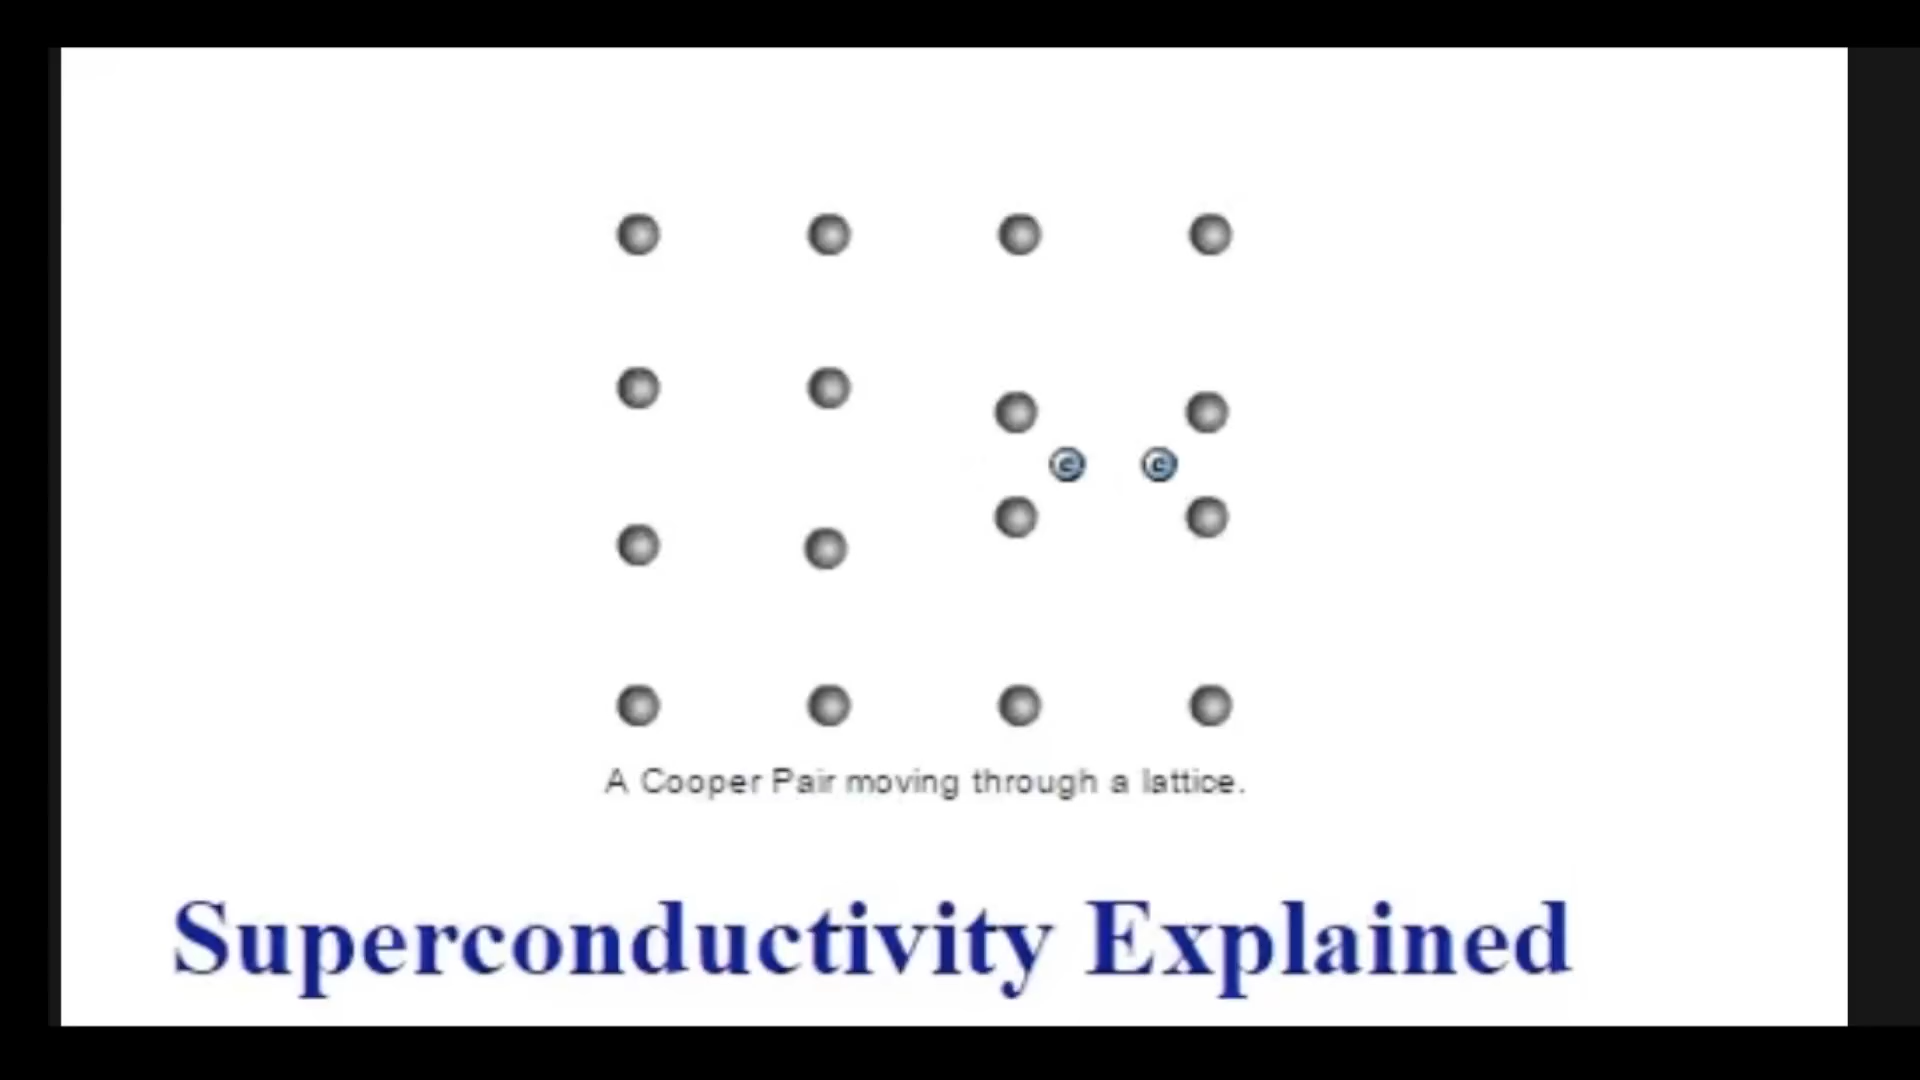 A Cooper Pair moving through a lattice.
Superconductivity Explained